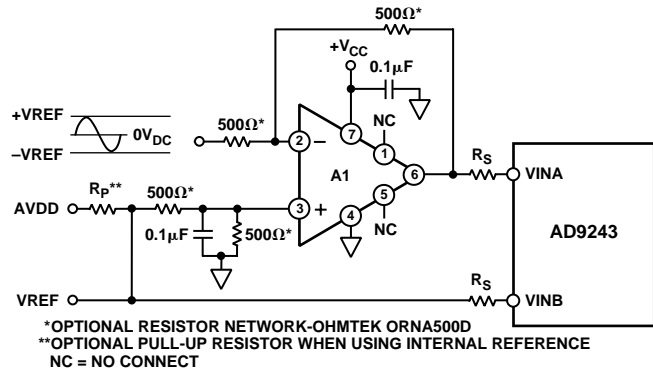 500Ω*
+VCC
0.1µF
+VREF
0VDC
–VREF
500Ω*
NC
7
2
–
1
A1
6
RS
VINA
RP**
AVDD
500Ω*
3
+
5
4
NC
0.1µF
500Ω*
AD9243
VREF
RS
VINB
*OPTIONAL RESISTOR NETWORK-OHMTEK ORNA500D
**OPTIONAL PULL-UP RESISTOR WHEN USING INTERNAL REFERENCE
NC = NO CONNECT